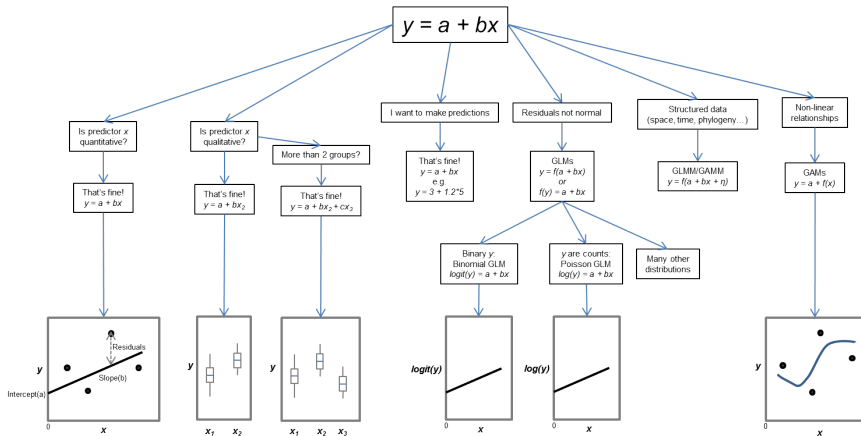 y = a + bx
Is predictor x
quantitative?
Is predictor x
qualitative?
More than 2 groups?
I want to make predictions
Residuals not normal
Structured data
(space, time, phylogeny…)
Non-linear
relationships
That's fine!
y = a + bx
That's fine!
y = a + bx₂
That's fine!
y = a + bx₂ + cx₃
That's fine!
y = a + bx
e.g.
y = 3 + 1.2*5
GLMs
y = f(a + bx)
or
f(y) = a + bx
GLMM/GAMM
y = f(a + bx + η)
GAMs
y = a + f(x)
Binary y:
Binomial GLM
logit(y) = a + bx
y are counts:
Poisson GLM
log(y) = a + bx
Many other
distributions
y
Residuals
Slope(b)
Intercept(a)
0
x
y
x₁ x₂
y
x₁ x₂ x₃
logit(y)
0
x
log(y)
0
x
y
0
x